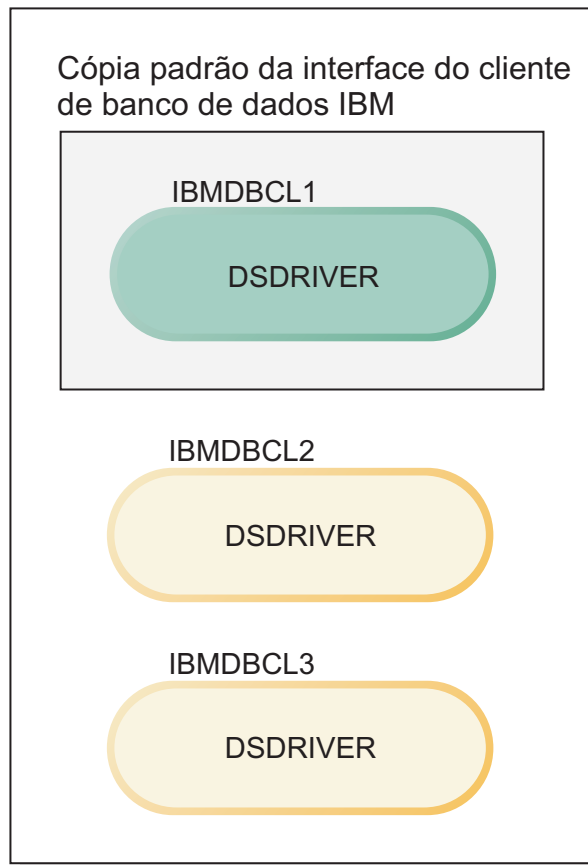 Cópia padrão da interface do cliente
de banco de dados IBM
IBMDBCL1
DSDRIVER
IBMDBCL2
DSDRIVER
IBMDBCL3
DSDRIVER